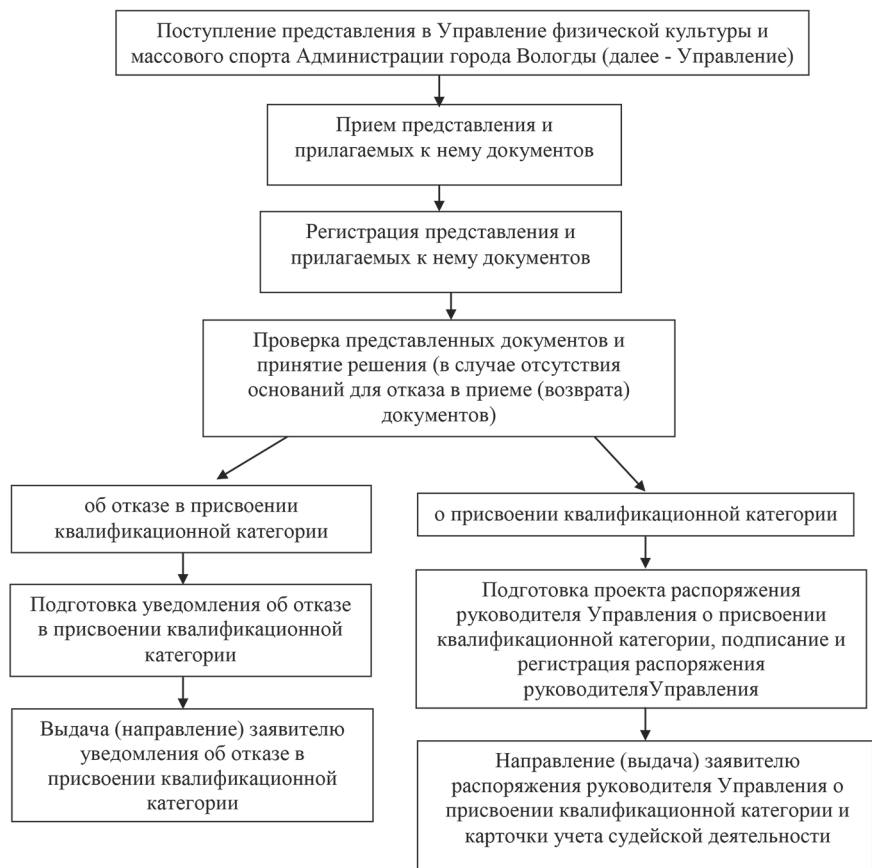 Поступление представления в Управление физической культуры и
массового спорта Администрации города Вологды (далее - Управление)
Прием представления и
прилагаемых к нему документов
Регистрация представления и
прилагаемых к нему документов
Проверка представленных документов и
принятие решения (в случае отсутствия
оснований для отказа в приеме (возврата)
документов)
об отказе в присвоении
квалификационной категории
Подготовка уведомления об отказе
в присвоении квалификационной
категории
Выдача (направление) заявителю
уведомления об отказе в
присвоении квалификационной
категории
о присвоении квалификационной категории
Подготовка проекта распоряжения
руководителя Управления о присвоении
квалификационной категории, подписание и
регистрация распоряжения
руководителяУправления
Направление (выдача) заявителю
распоряжения руководителя Управления о
присвоении квалификационной категории и
карточки учета судейской деятельности